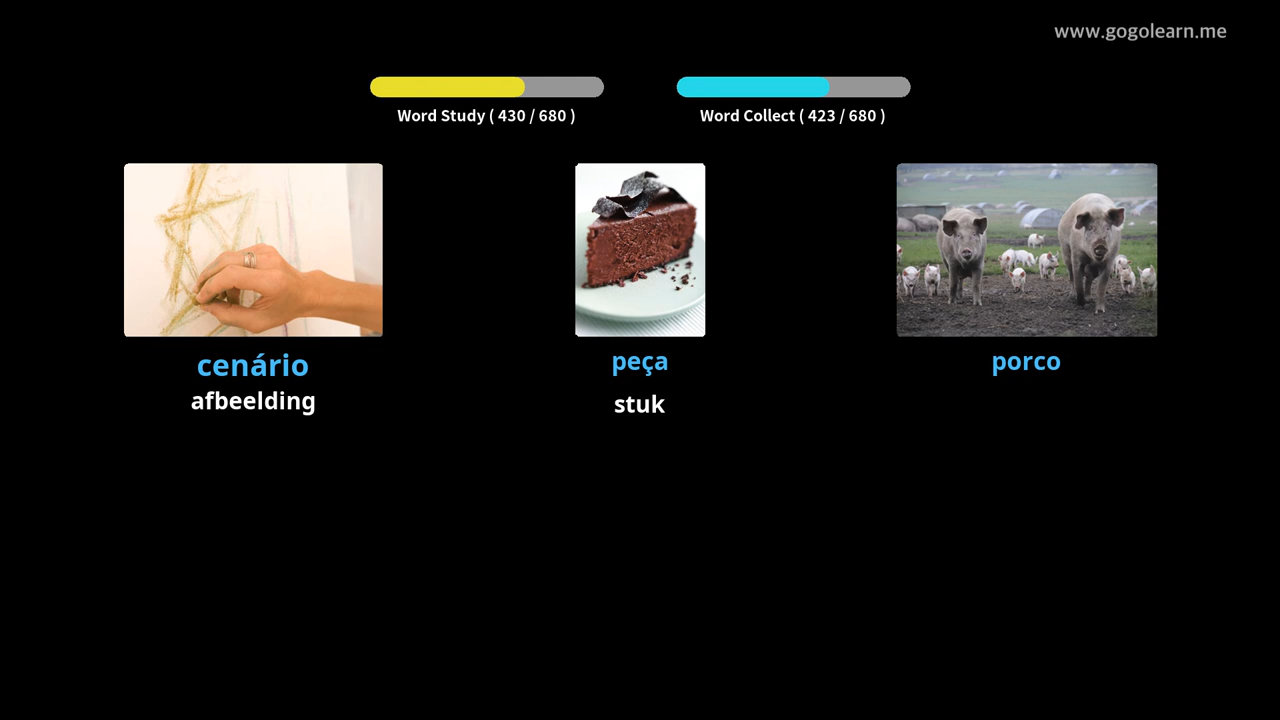 www.gogolearn.me
Word Study ( 430 / 680 )
Word Collect ( 423 / 680 )
cenário
afbeelding
peça
stuk
porco